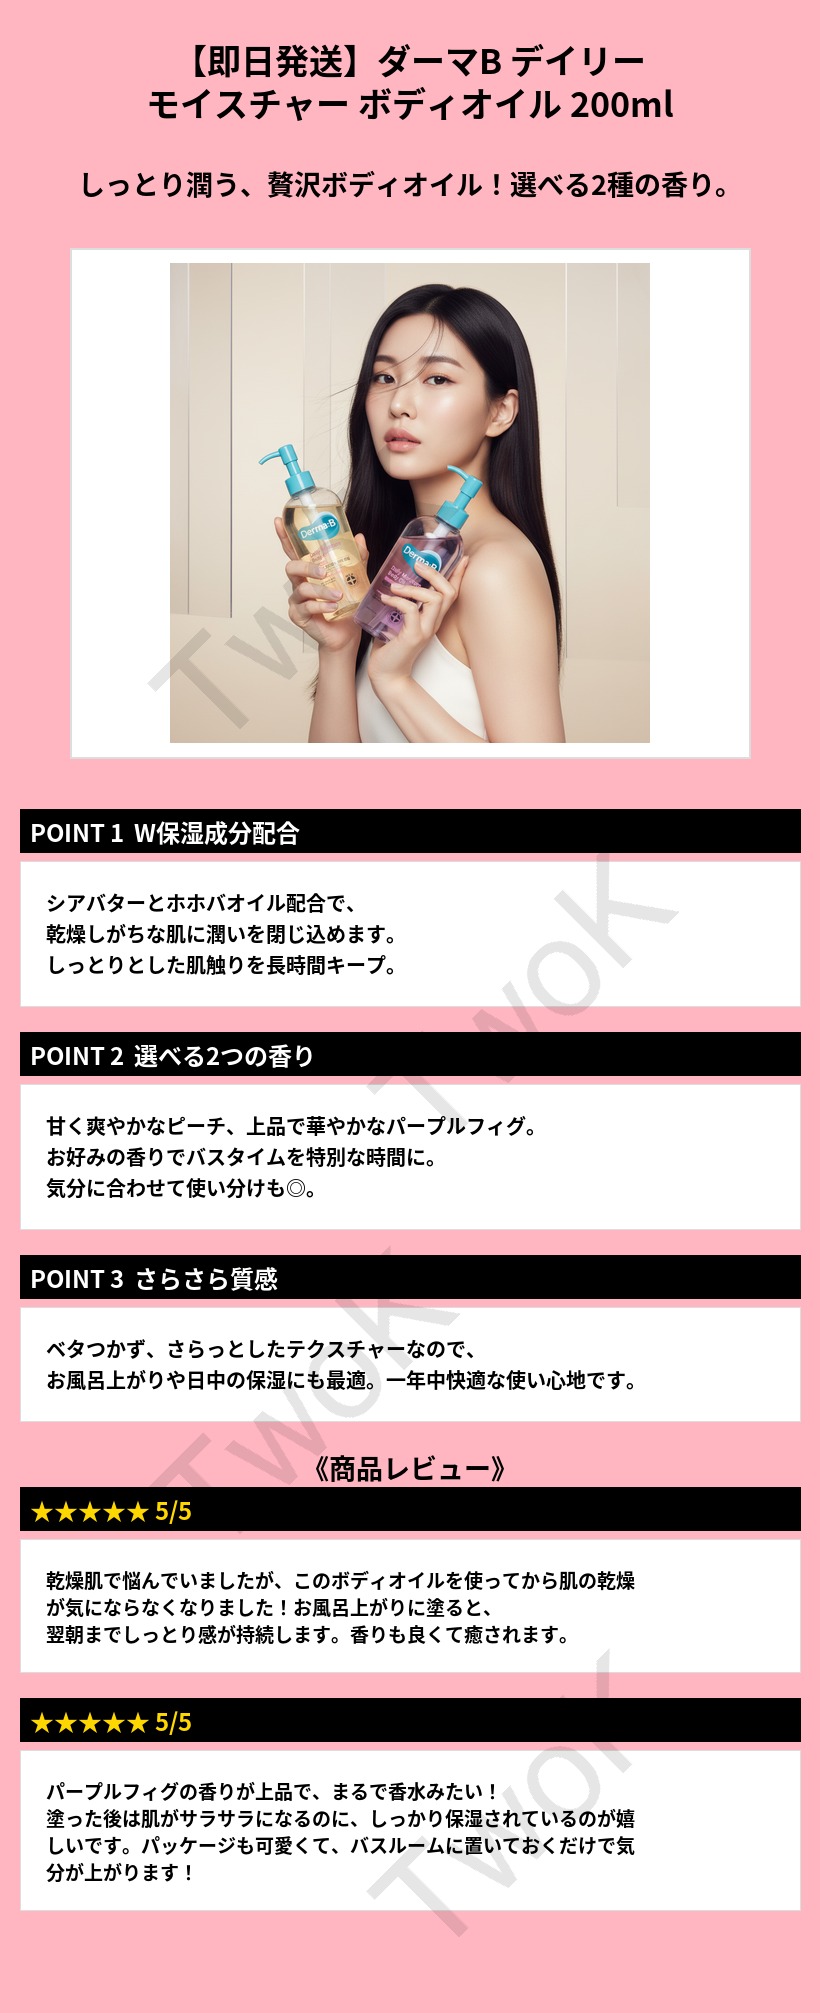 【即日発送】ダーマB デイリー
モイスチャー ボディオイル 200ml
しっとり潤う、贅沢ボディオイル！選べる2種の香り。
Derma:B
Derma:B
TwoK
POINT 1 W保湿成分配合
シアバターとホホバオイル配合で、
乾燥しがちな肌に潤いを閉じ込めます。
しっとりとした肌触りを長時間キープ。
TwoK
POINT 2 選べる2つの香り
甘く爽やかなピーチ、上品で華やかなパープルフィグ。
お好みの香りでバスタイムを特別な時間に。
気分に合わせて使い分けも◎。
POINT 3 さらさら質感
ベタつかず、さらっとしたテクスチャーなので、
お風呂上がりや日中の保湿にも最適。一年中快適な使い心地です。
TwoK
《商品レビュー》
★★★★★ 5/5
乾燥肌で悩んでいましたが、このボディオイルを使ってから肌の乾燥
が気にならなくなりました！お風呂上がりに塗ると、
翌朝までしっとり感が持続します。香りも良くて癒されます。
★★★★★ 5/5
パープルフィグの香りが上品で、まるで香水みたい！
塗った後は肌がサラサラになるのに、しっかり保湿されているのが嬉
しいです。パッケージも可愛くて、バスルームに置いておくだけで気
分が上がります！
TwoK